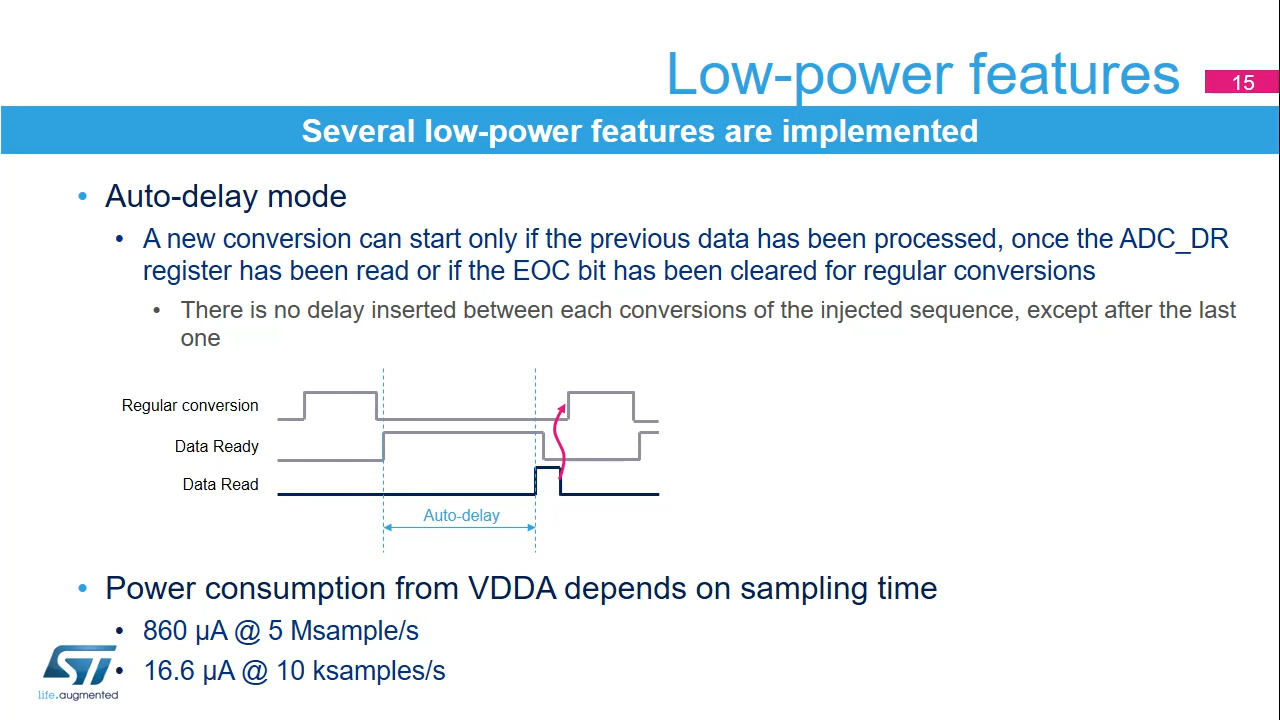 Low-power features
15
Several low-power features are implemented
• Auto-delay mode
• A new conversion can start only if the previous data has been processed, once the ADC_DR
register has been read or if the EOC bit has been cleared for regular conversions
• There is no delay inserted between each conversions of the injected sequence, except after the last
one
Regular conversion
Data Ready
Data Read
Auto-delay
• Power consumption from VDDA depends on sampling time
• 860 µA @ 5 Msample/s
• 16.6 µA @ 10 ksamples/s
ST
life.augmented